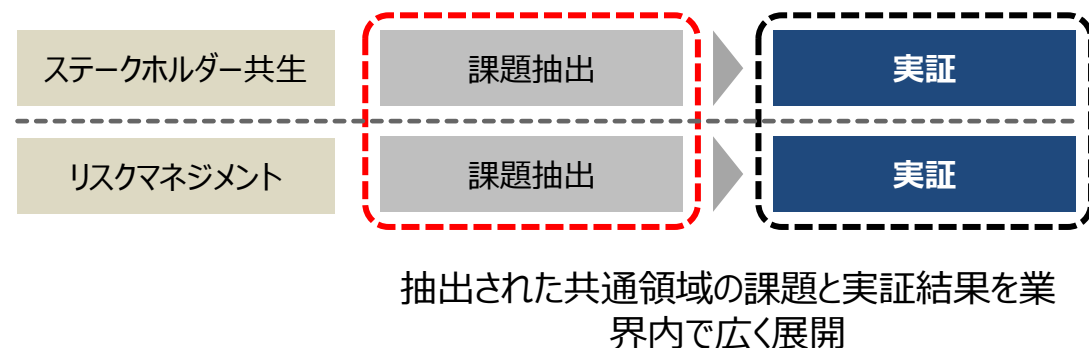 ステークホルダー共生 課題抽出 実証
リスクマネジメント 課題抽出 実証
抽出された共通領域の課題と実証結果を業
界内で広く展開